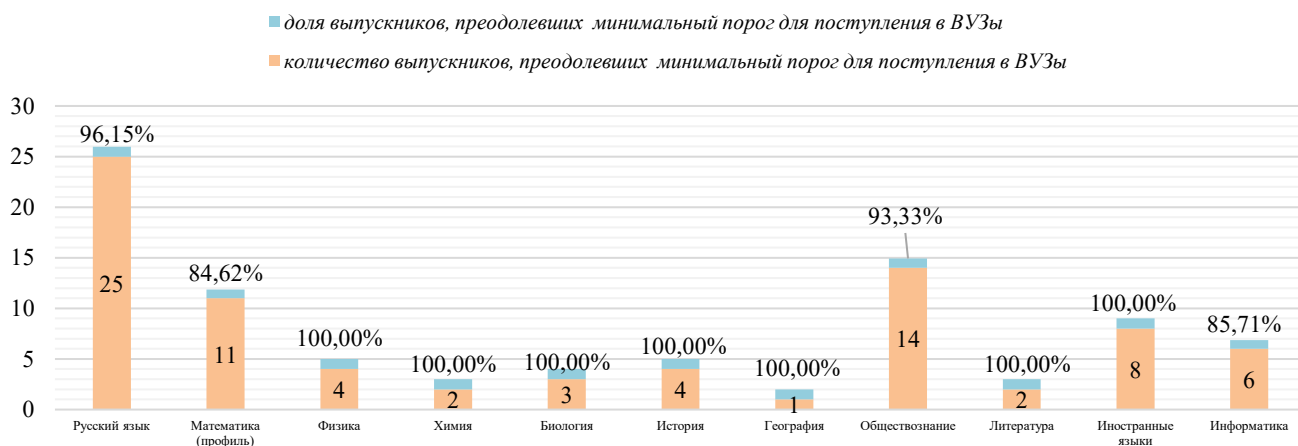 доля выпускников, преодолевших минимальный порог для поступления в ВУЗы
количество выпускников, преодолевших минимальный порог для поступления в ВУЗы
30
25
20
15
10
5
0
96,15%
84,62%
100,00%
100,00%
100,00%
100,00%
100,00%
93,33%
100,00%
100,00%
85,71%
25
11
4
2
3
4
1
14
2
8
6
Русский язык
Математика
(профиль)
Физика
Химия
Биология
История
География
Обществознание
Литература
Иностранные
языки
Информатика